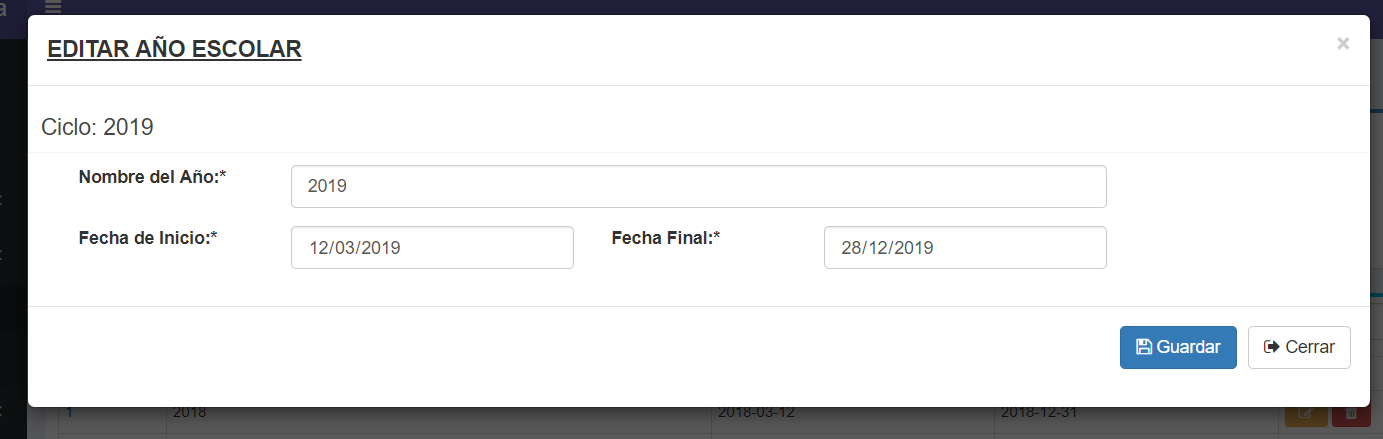 a
EDITAR AÑO ESCOLAR ×
Ciclo: 2019
Nombre del Año:* 2019
Fecha de Inicio:* 12/03/2019 Fecha Final:* 28/12/2019
Guardar Cerrar
1 2018 2018-03-12 2018-12-31